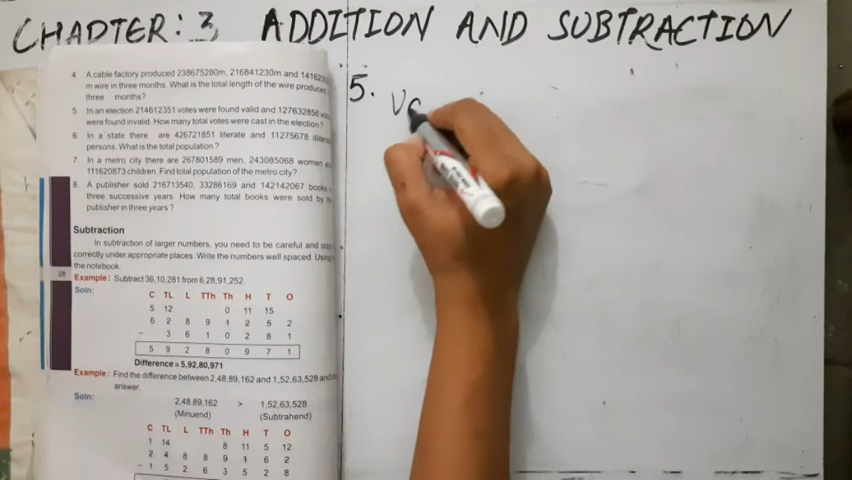 CHAPTER: 3 ADDITION AND SUBTRACTION
4. A cable factory produced 238675280m, 216841230m and
m wire in three months. What is the total length of the wire produced
three months?
5. In an election 214612351 votes were found valid and 127632856
were found invalid. How many total votes were cast in the election?
6 In a state there are 426721851 literate and 11275678
persons. What is the total population?
7. In a metro city there are 267801589 men, 243085068 women
111620873 children. Find total population of the metro city?
8. A publisher sold 216713540, 33286169 and 142142067 books
three successive years. How many total books were sold by
publisher in three years?
Subtraction
In subtraction of larger numbers, you need to be careful and
correctly under appropriate places. Write the numbers well spaced.
the notebook.
28
Example: Subtract 36,10,281 from 6,28,91,252.
Soln:
C TL L TTh Th H T O
5 12 0 11 15
6 2 8 9 1 2 5 2
- 3 6 1 0 2 8 1
5 9 2 8 0 9 7 1
Difference = 5,92,80,971
Example: Find the difference between 2,48,89,162 and 1,52,63,528 and
answer.
Soln:
2,48,89,162 > 1,52,63,528
(Minuend) (Subtrahend)
C TL L TTh Th H T O
1 14 8 11 5 12
2 4 8 8 9 1 6 2
- 1 5 2 6 3 5 2 8
5.